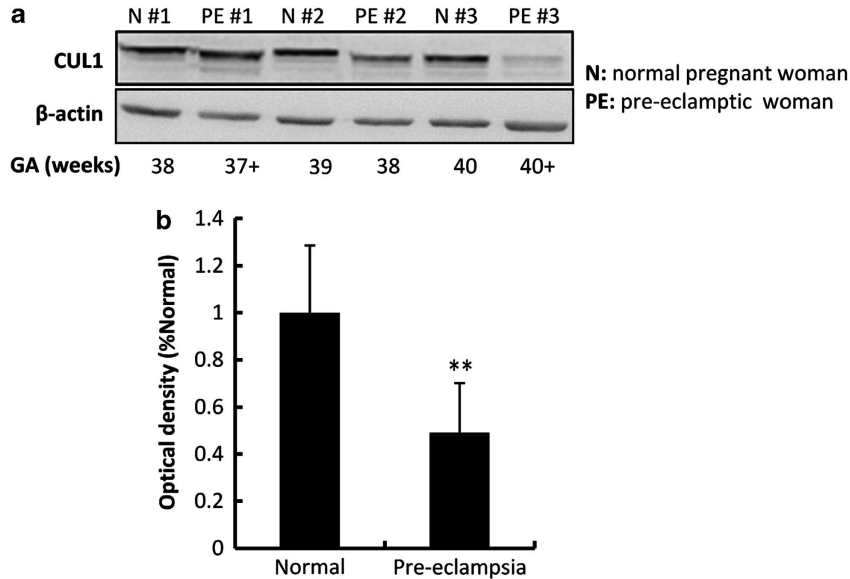 a
N #1 PE #1 N #2 PE #2 N #3 PE #3
CUL1
β-actin
GA (weeks) 38 37+ 39 38 40 40+
N: normal pregnant woman
PE: pre-eclamptic woman
b
Optical density (%Normal)
1.4
1.2
1
0.8
0.6
0.4
0.2
0
**
Normal Pre-eclampsia